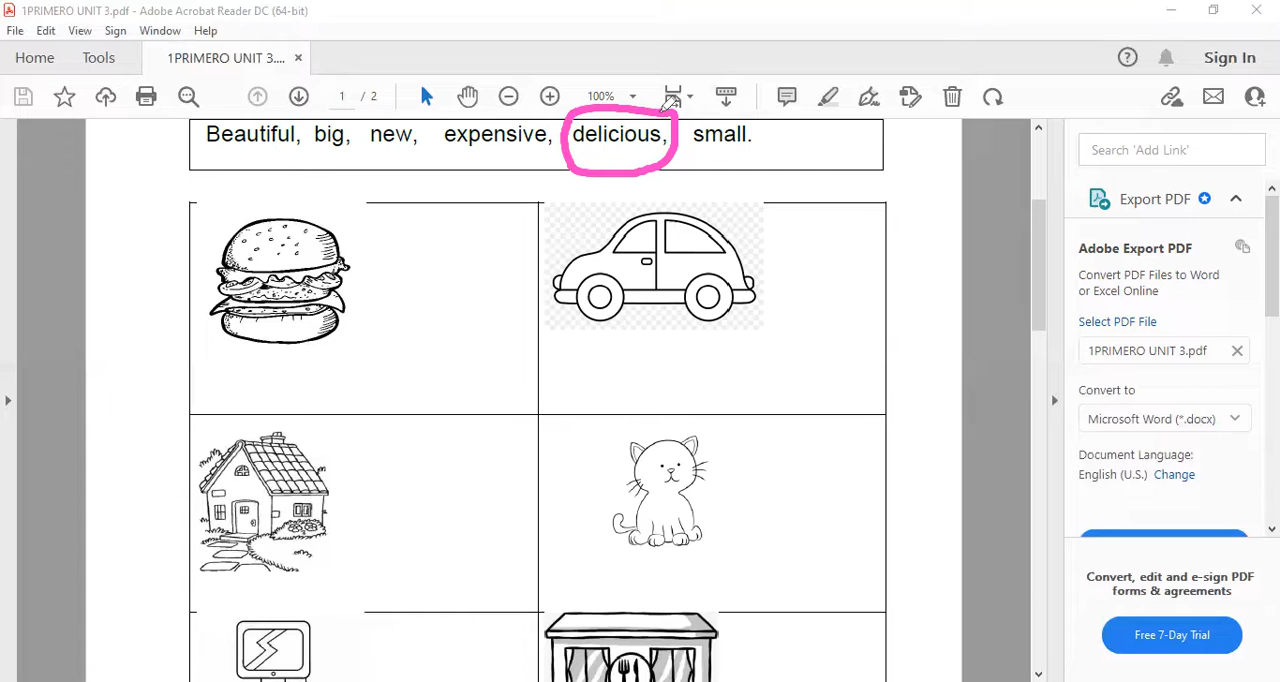 1PRIMERO UNIT 3.pdf - Adobe Acrobat Reader DC (64-bit)
File Edit View Sign Window Help
Home Tools 1PRIMERO UNIT 3.... × Sign In
1 / 2 100%
Beautiful, big, new, expensive, delicious, small.
Search 'Add Link'
Export PDF
Adobe Export PDF
Convert PDF Files to Word
or Excel Online
Select PDF File
1PRIMERO UNIT 3.pdf
Convert to
Microsoft Word (*.docx)
Document Language:
English (U.S.) Change
Convert, edit and e-sign PDF
forms & agreements
Free 7-Day Trial